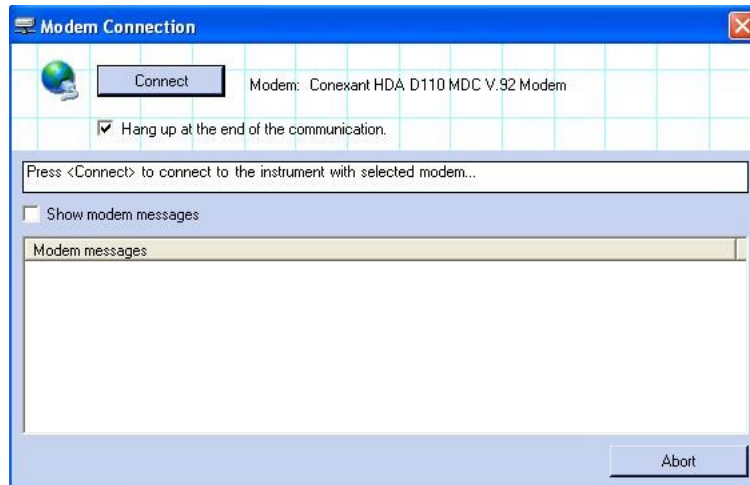 Modem Connection
Connect
Modem: Conexant HDA D110 MDC V.92 Modem
Hang up at the end of the communication.
Press <Connect> to connect to the instrument with selected modem...
Show modem messages
Modem messages
Abort